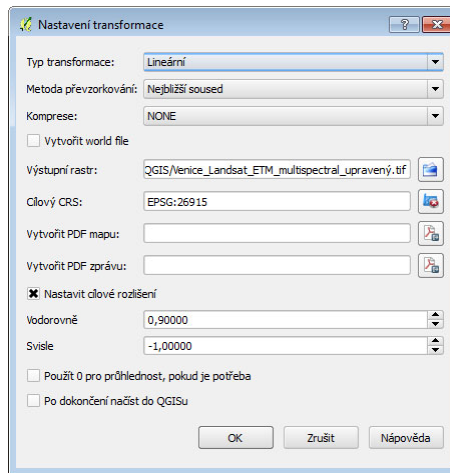 Nastavení transformace
Typ transformace: Lineární
Metoda převzorkování: Nejbližší soused
Komprese: NONE
Vytvořit world file
Výstupní rastr: QGIS/Venice_Landsat_ETM_multispectral_upravený.tif
Cílový CRS: EPSG:26915
Vytvořit PDF mapu:
Vytvořit PDF zprávu:
Nastavit cílové rozlišení
Vodorovně 0,90000
Svisle -1,00000
Použít 0 pro průhlednost, pokud je potřeba
Po dokončení načíst do QGISu
OK Zrušit Nápověda